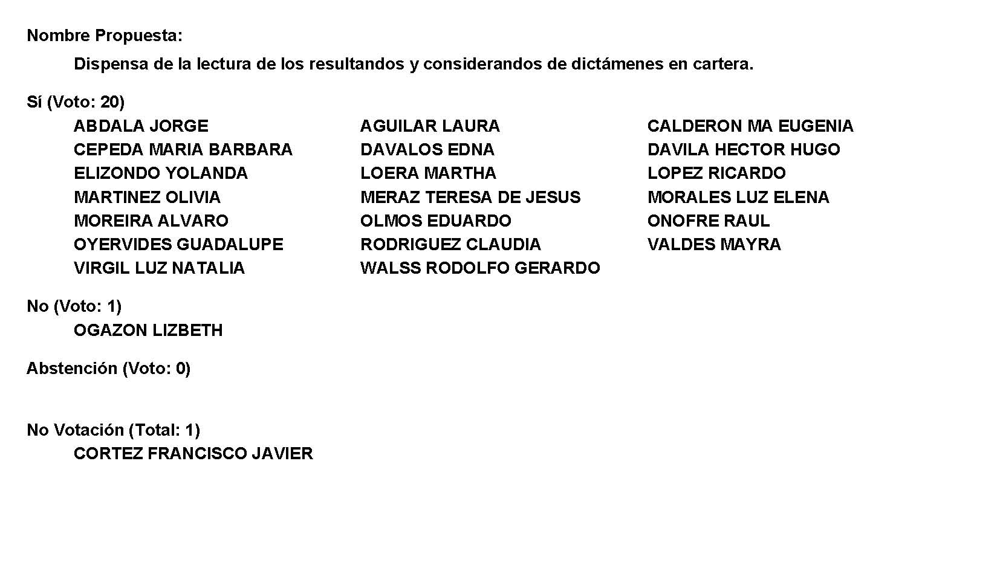 Nombre Propuesta:
Dispensa de la lectura de los resultandos y considerandos de dictámenes en cartera.
Sí (Voto: 20)
ABDALA JORGE AGUILAR LAURA CALDERON MA EUGENIA
CEPEDA MARIA BARBARA DAVALOS EDNA DAVILA HECTOR HUGO
ELIZONDO YOLANDA LOERA MARTHA LOPEZ RICARDO
MARTINEZ OLIVIA MERAZ TERESA DE JESUS MORALES LUZ ELENA
MOREIRA ALVARO OLMOS EDUARDO ONOFRE RAUL
OYERVIDES GUADALUPE RODRIGUEZ CLAUDIA VALDES MAYRA
VIRGIL LUZ NATALIA WALSS RODOLFO GERARDO
No (Voto: 1)
OGAZON LIZBETH
Abstención (Voto: 0)
No Votación (Total: 1)
CORTEZ FRANCISCO JAVIER